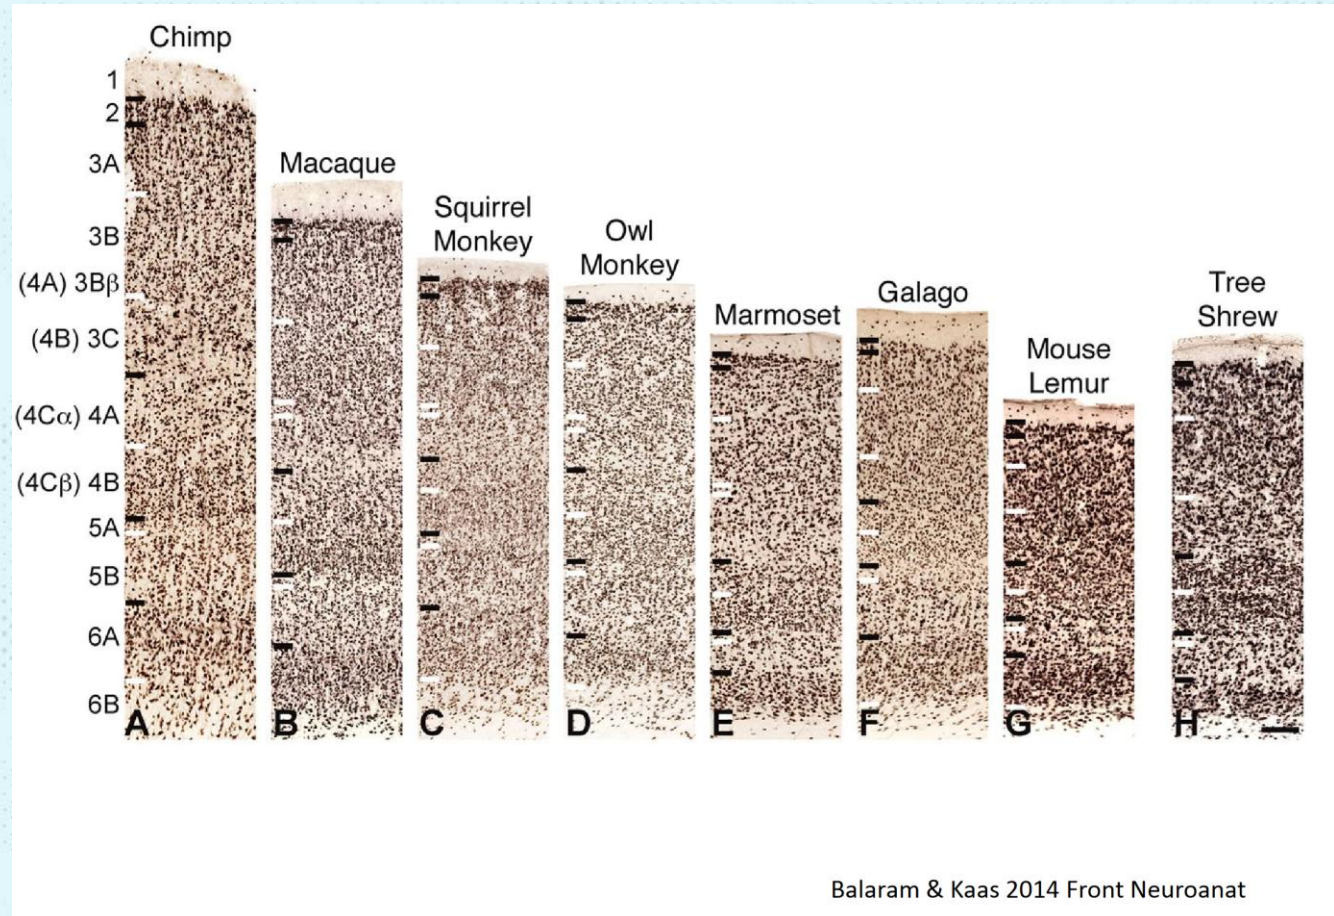 Chimp
1
2
3A
3B
(4A) 3Bβ
(4B) 3C
(4Cα) 4A
(4Cβ) 4B
5A
5B
6A
6B
Macaque
Squirrel
Monkey
Owl
Monkey
Marmoset
Galago
Mouse
Lemur
Tree
Shrew
A
B
C
D
E
F
G
H
Balaram & Kaas 2014 Front Neuroanat